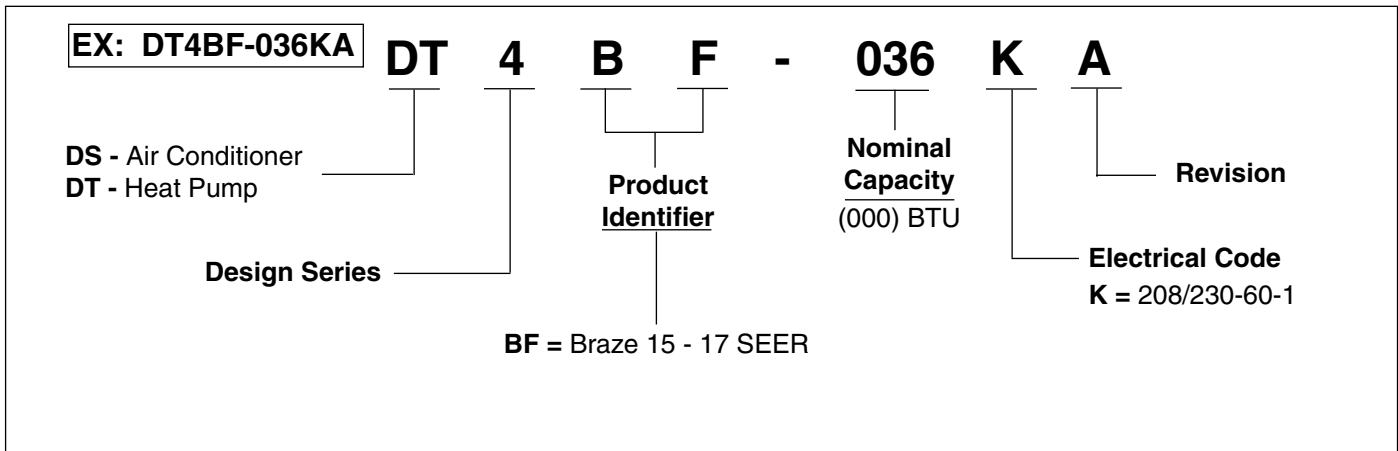 EX: DT4BF-036KA
DT 4 B F - 036 K A
DS - Air Conditioner
DT - Heat Pump
Design Series
Product
Identifier
BF = Braze 15 - 17 SEER
Nominal
Capacity
(000) BTU
Revision
Electrical Code
K = 208/230-60-1